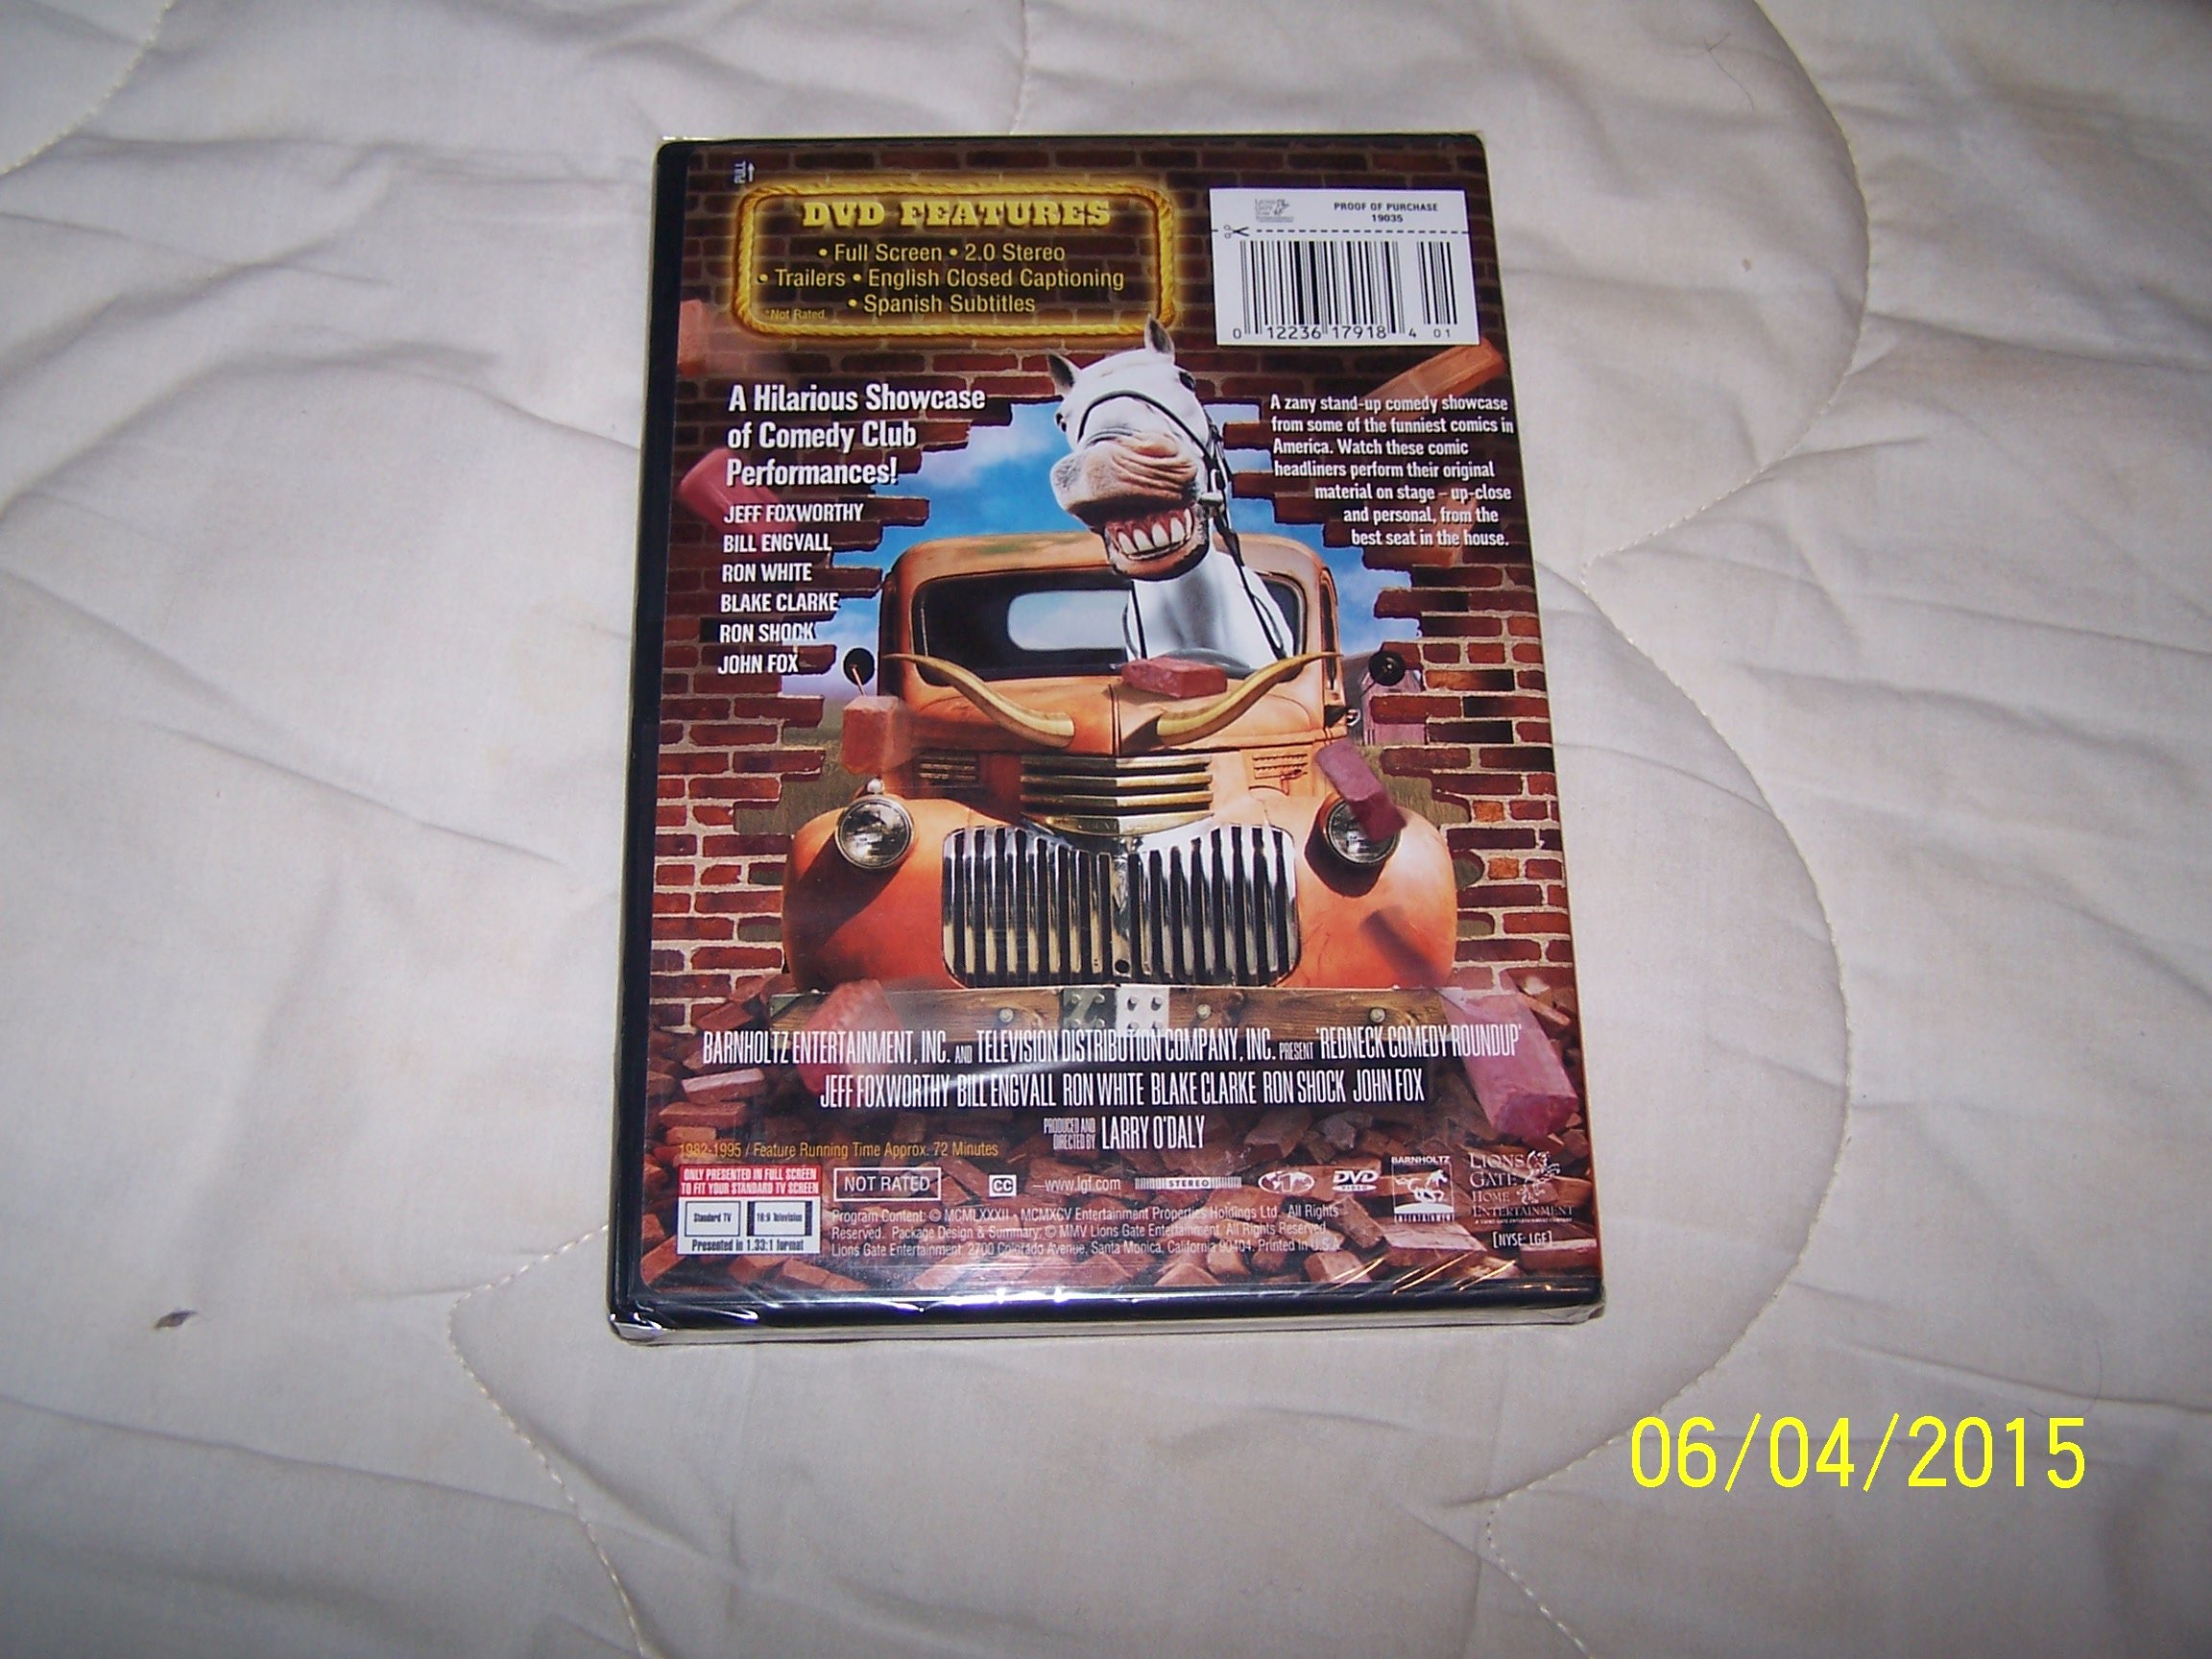 PULL
DVD FEATURES
• Full Screen • 2.0 Stereo
• Trailers • English Closed Captioning
• Spanish Subtitles
*Not Rated.
PROOF OF PURCHASE
19035
0 12236 17918 4 01
A Hilarious Showcase
of Comedy Club
Performances!
JEFF FOXWORTHY
BILL ENGVALL
RON WHITE
BLAKE CLARKE
RON SHOCK
JOHN FOX
A zany stand-up comedy showcase
from some of the funniest comics in
America. Watch these comic
headliners perform their original
material on stage – up-close
and personal, from the
best seat in the house.
BARNHOLTZ ENTERTAINMENT, INC. AND TELEVISION DISTRIBUTION COMPANY, INC. PRESENT 'REDNECK COMEDY ROUNDUP'
JEFF FOXWORTHY BILL ENGVALL RON WHITE BLAKE CLARKE RON SHOCK JOHN FOX
PRODUCED AND DIRECTED BY LARRY O'DALY
1982-1995 / Feature Running Time Approx. 72 Minutes
ONLY PRESENTED IN FULL SCREEN
TO FIT YOUR STANDARD TV SCREEN
Standard TV 16:9 Television
Presented in 1.33:1 format
NOT RATED CC www.lgf.com STEREO DVD VIDEO
BARNHOLTZ
ENTERTAINMENT
LIONS
GATE
HOME
ENTERTAINMENT
[NYSE: LGF]
Program Content: © MCMLXXXII - MCMXCV Entertainment Properties Holdings Ltd. All Rights
Reserved. Package Design & Summary: © MMV Lions Gate Entertainment. All Rights Reserved.
Lions Gate Entertainment, 2700 Colorado Avenue, Santa Monica, California 90404. Printed in U.S.A.
06/04/2015